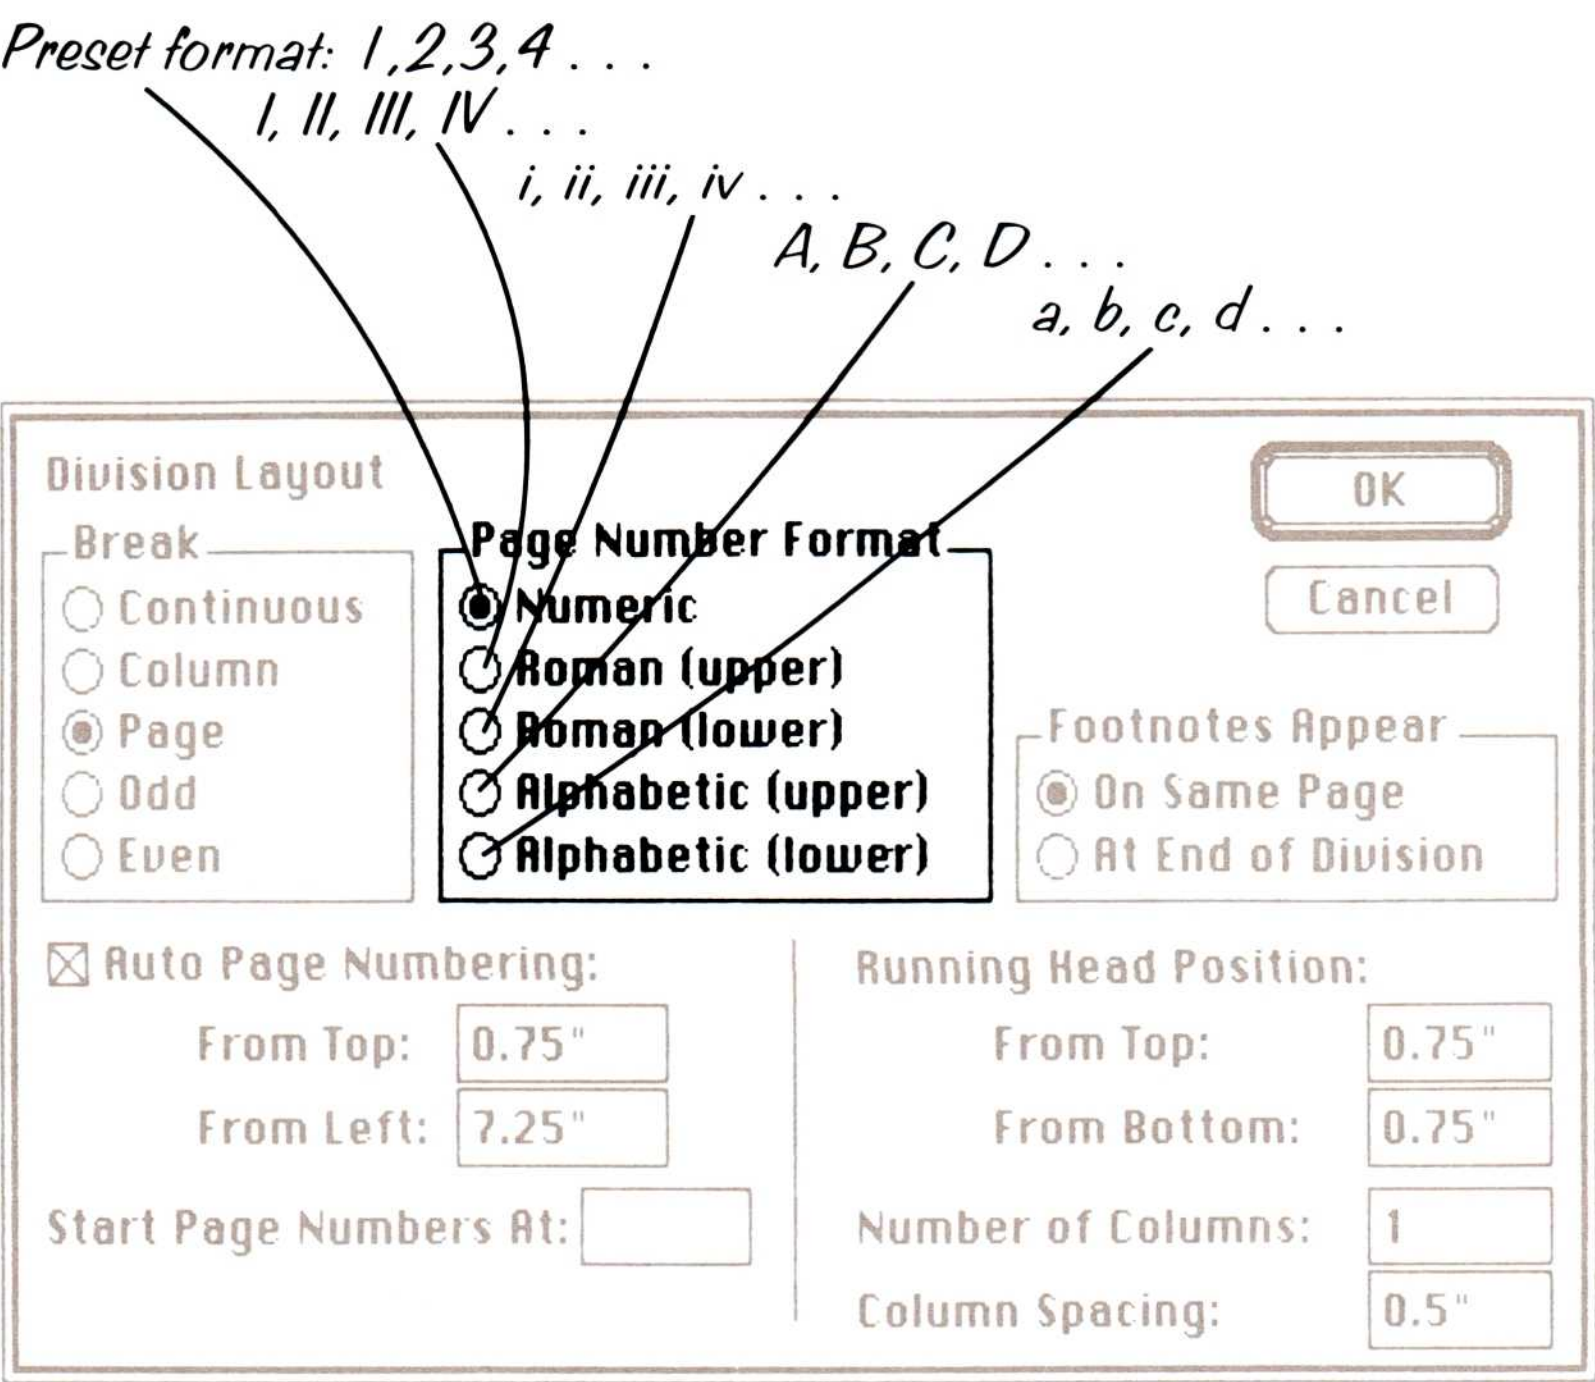 Preset format: 1,2,3,4 . . .
I, II, III, IV . . .
i, ii, iii, iv . . .
A, B, C, D . . .
a, b, c, d . . .
Division Layout
OK
Cancel
Break
Continuous
Column
Page
Odd
Even
Page Number Format
Numeric
Roman (upper)
Roman (lower)
Alphabetic (upper)
Alphabetic (lower)
Footnotes Appear
On Same Page
At End of Division
Auto Page Numbering:
From Top: 0.75"
From Left: 7.25"
Start Page Numbers At:
Running Head Position:
From Top: 0.75"
From Bottom: 0.75"
Number of Columns: 1
Column Spacing: 0.5"